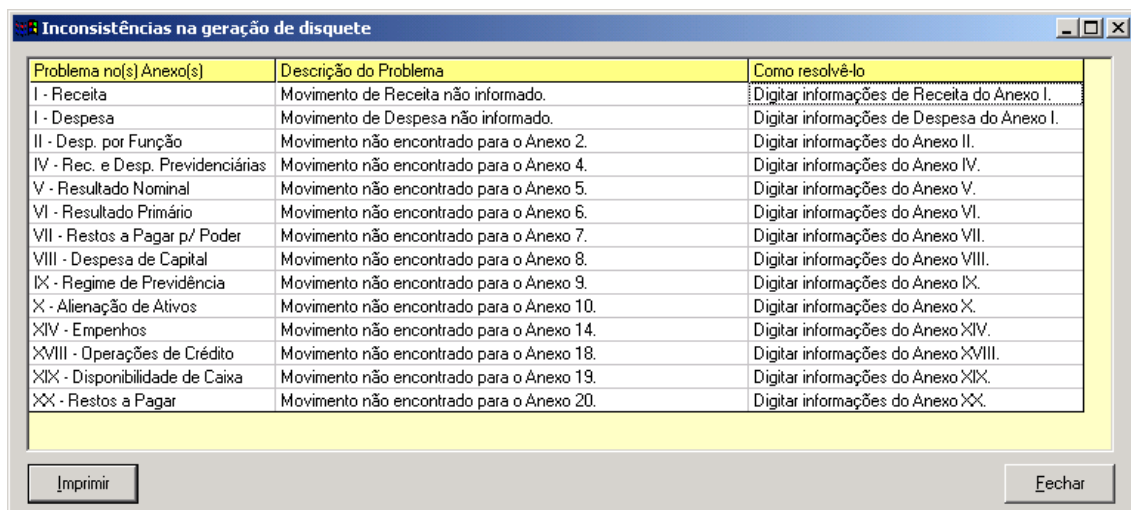 Inconsistências na geração de disquete
Problema no(s) Anexo(s) Descrição do Problema Como resolvê-lo
I - Receita Movimento de Receita não informado. Digitar informações de Receita do Anexo I.
I - Despesa Movimento de Despesa não informado. Digitar informações de Despesa do Anexo I.
II - Desp. por Função Movimento não encontrado para o Anexo 2. Digitar informações do Anexo II.
IV - Rec. e Desp. Previdenciárias Movimento não encontrado para o Anexo 4. Digitar informações do Anexo IV.
V - Resultado Nominal Movimento não encontrado para o Anexo 5. Digitar informações do Anexo V.
VI - Resultado Primário Movimento não encontrado para o Anexo 6. Digitar informações do Anexo VI.
VII - Restos a Pagar p/ Poder Movimento não encontrado para o Anexo 7. Digitar informações do Anexo VII.
VIII - Despesa de Capital Movimento não encontrado para o Anexo 8. Digitar informações do Anexo VIII.
IX - Regime de Previdência Movimento não encontrado para o Anexo 9. Digitar informações do Anexo IX.
X - Alienação de Ativos Movimento não encontrado para o Anexo 10. Digitar informações do Anexo X.
XIV - Empenhos Movimento não encontrado para o Anexo 14. Digitar informações do Anexo XIV.
XVIII - Operações de Crédito Movimento não encontrado para o Anexo 18. Digitar informações do Anexo XVIII.
XIX - Disponibilidade de Caixa Movimento não encontrado para o Anexo 19. Digitar informações do Anexo XIX.
XX - Restos a Pagar Movimento não encontrado para o Anexo 20. Digitar informações do Anexo XX.
Imprimir Fechar